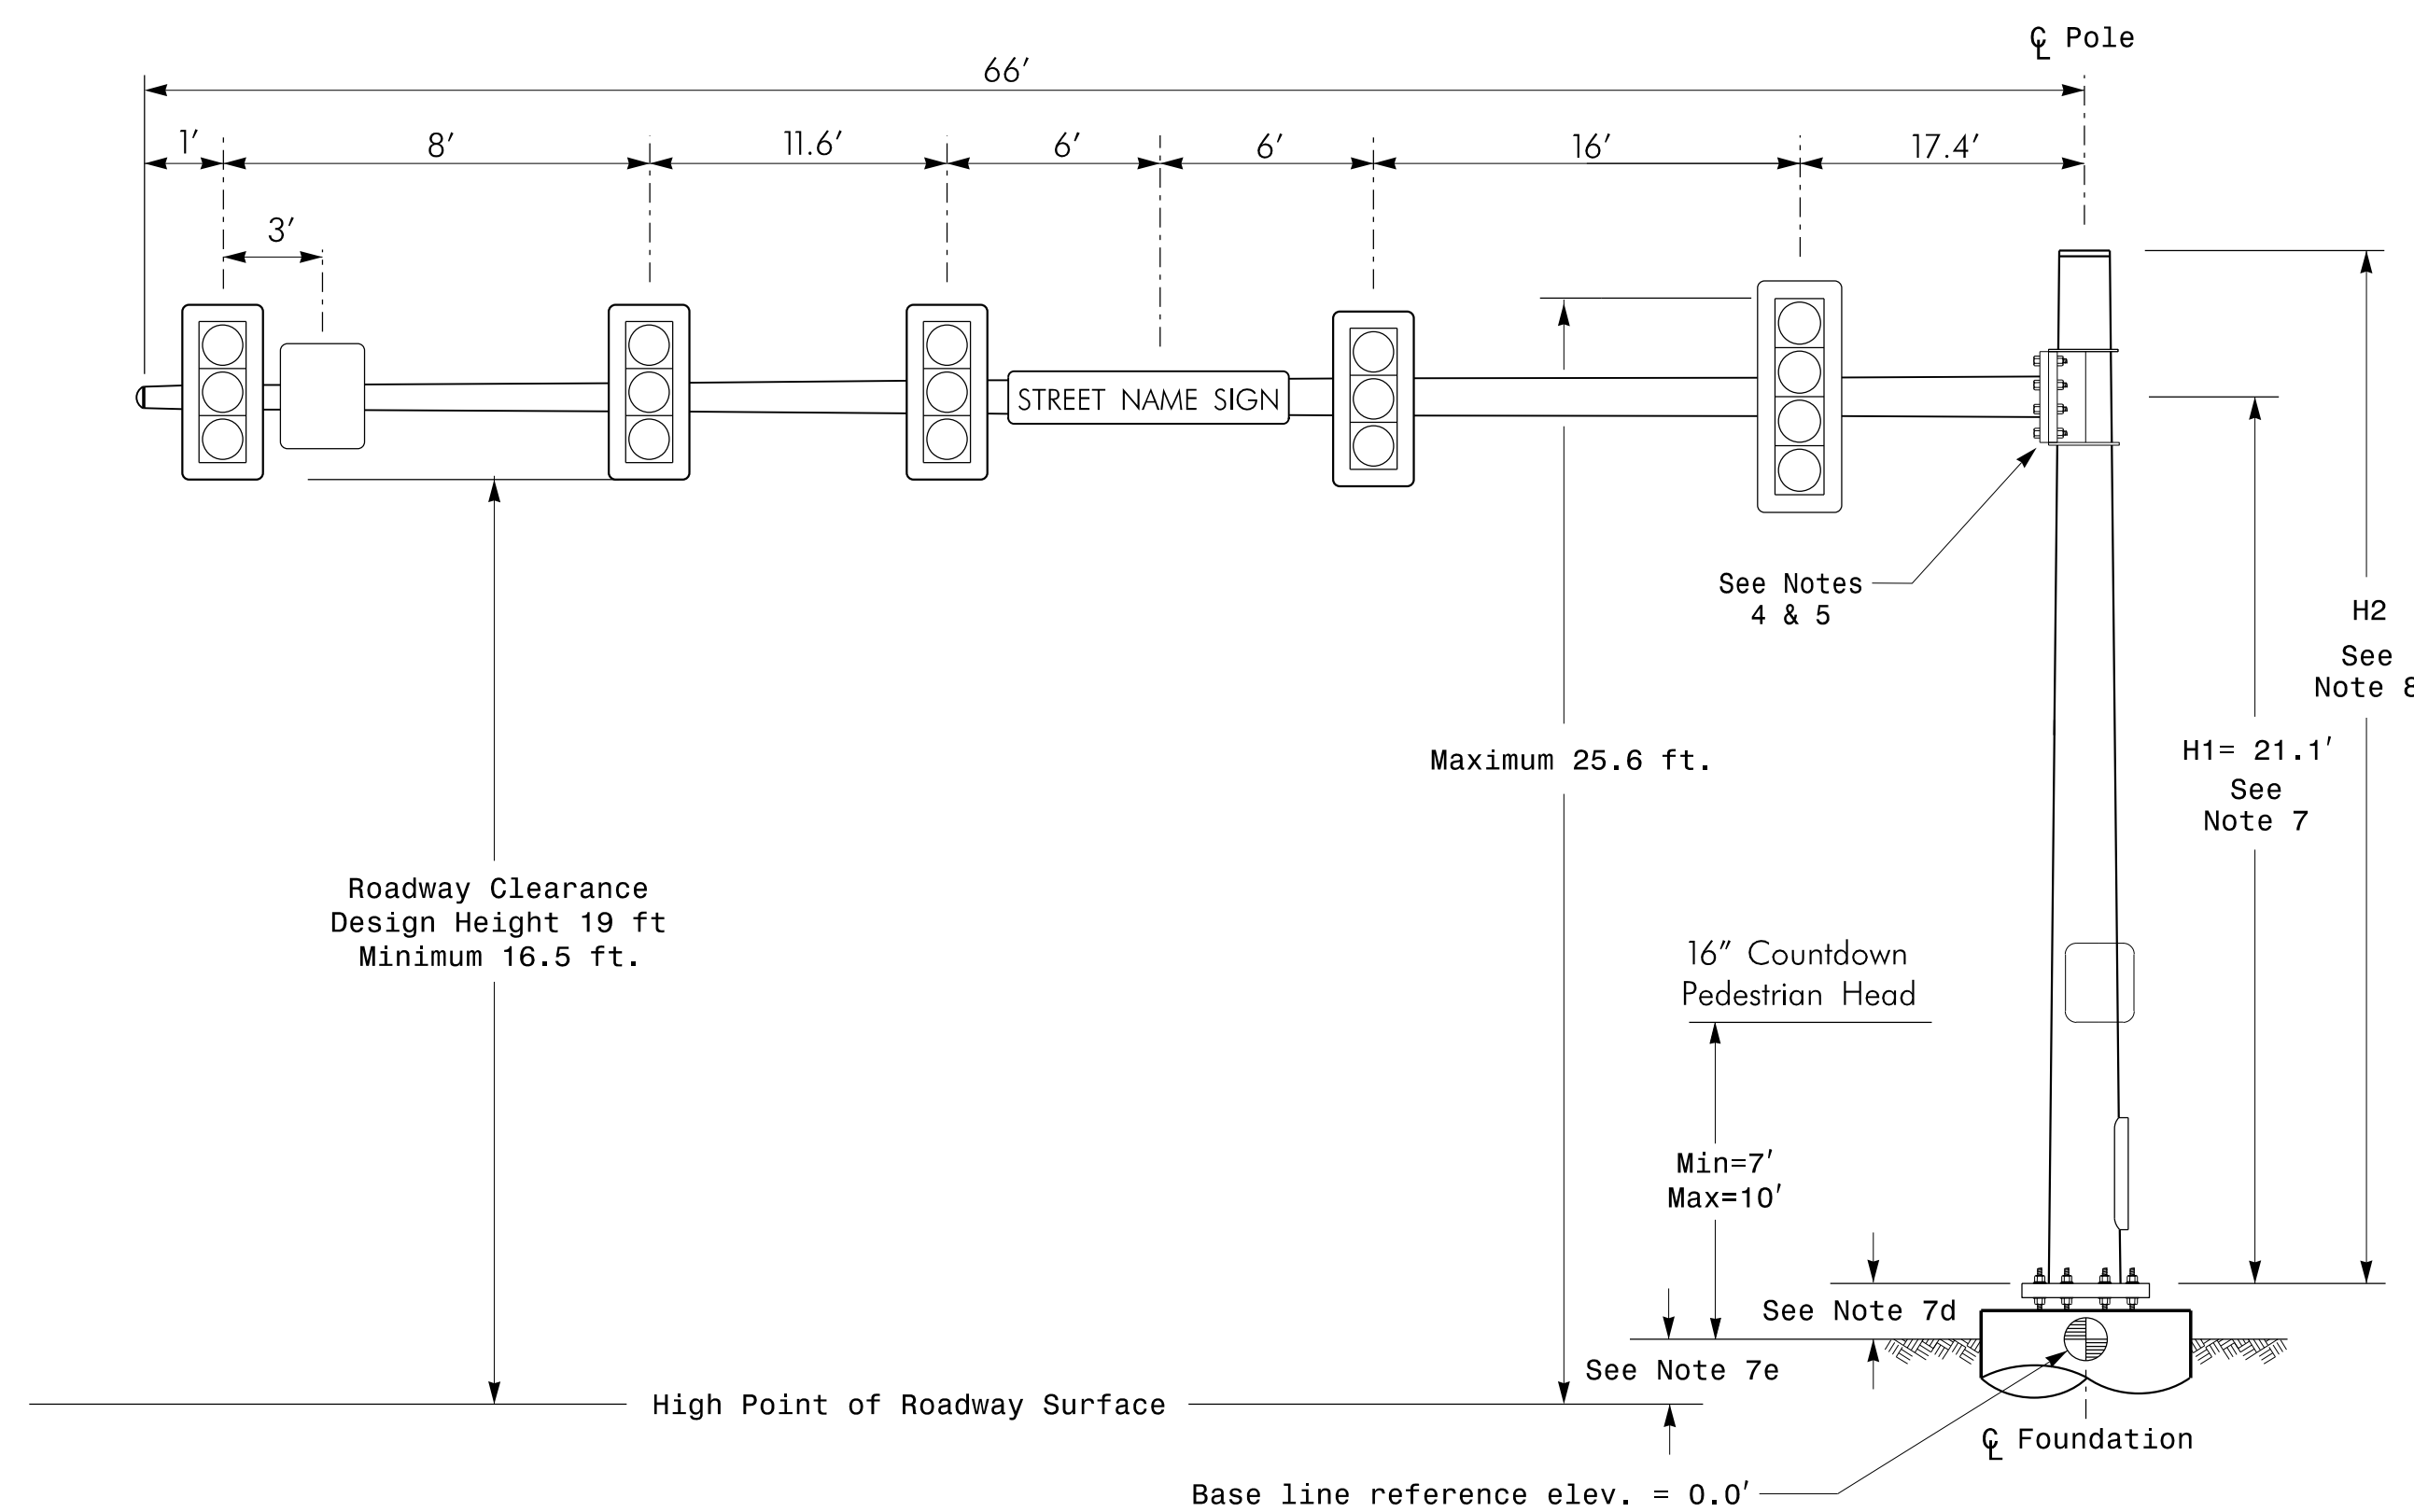 ℄ Pole
66′
1′
8′
11.6′
6′
6′
16′
17.4′
3′
STREET NAME SIGN
See Notes
4 & 5
H2
See
Note 8
H1= 21.1′
See
Note 7
Maximum 25.6 ft.
Roadway Clearance
Design Height 19 ft
Minimum 16.5 ft.
16″ Countdown
Pedestrian Head
Min=7′
Max=10′
See Note 7d
See Note 7e
High Point of Roadway Surface
℄ Foundation
Base line reference elev. = 0.0′